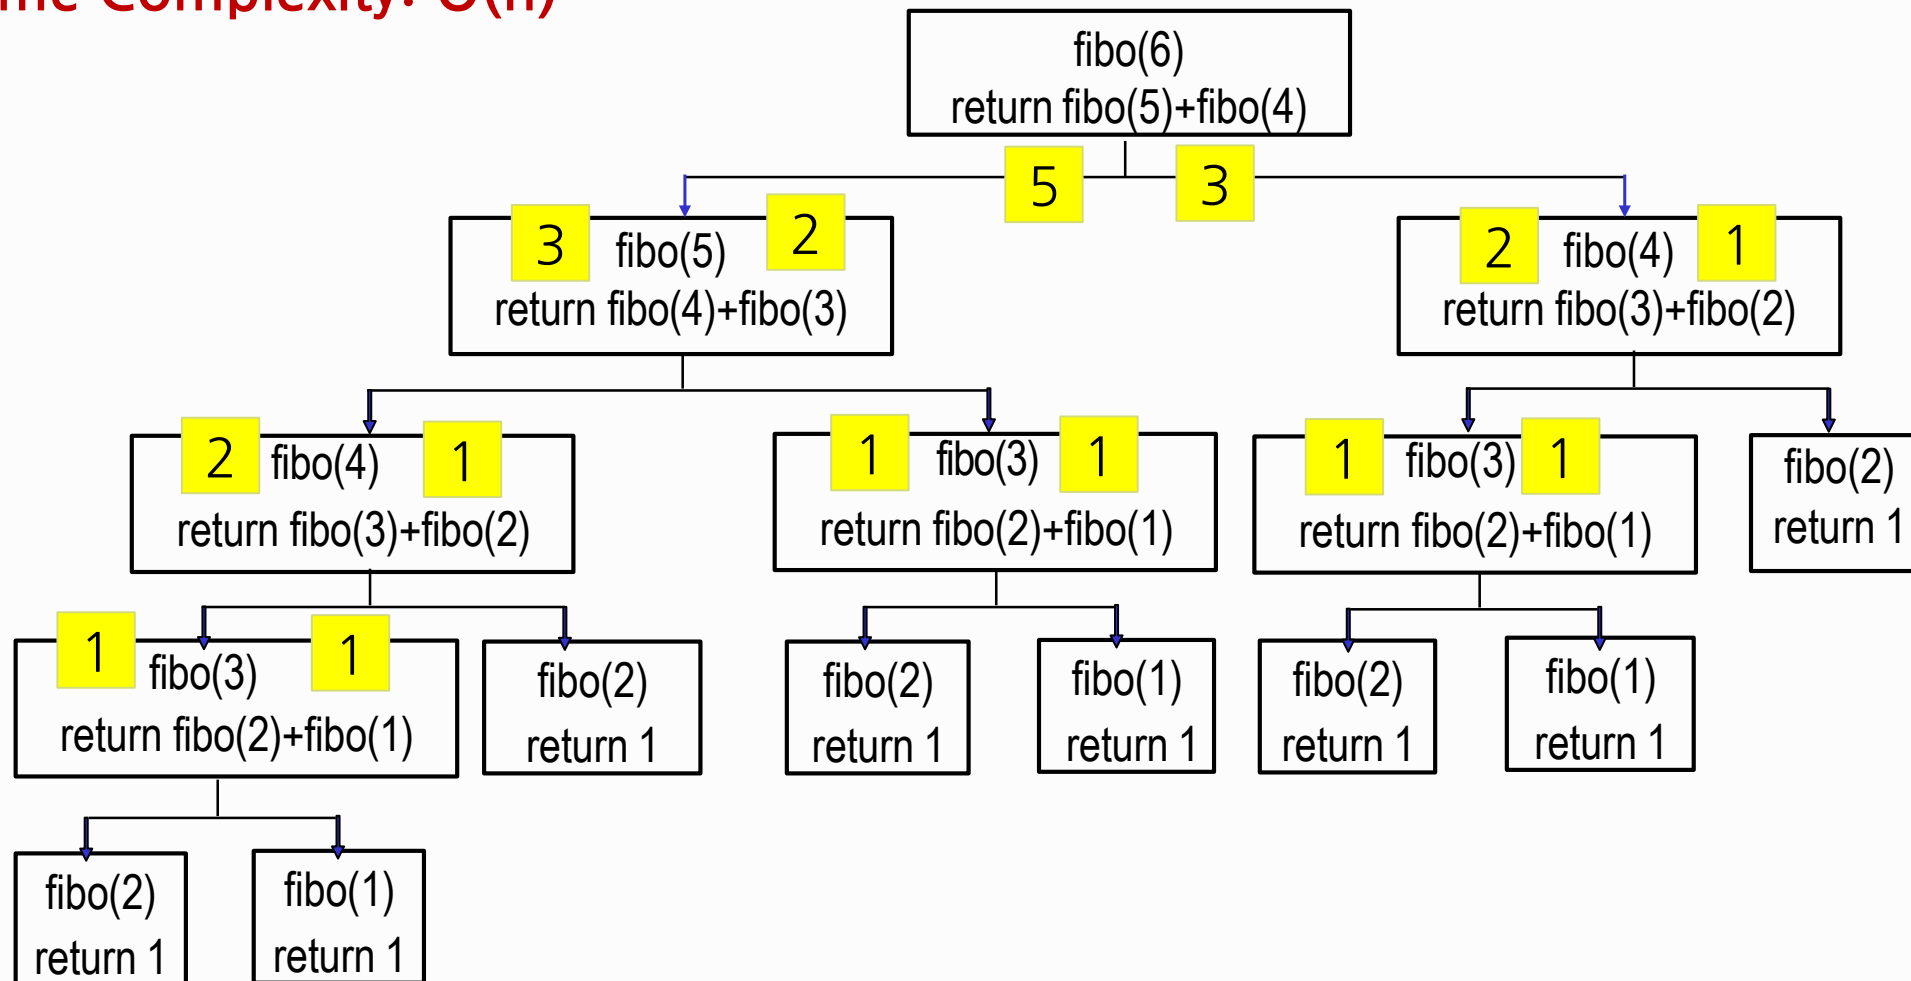 Complexity: O(n)
fibo(6)
return fibo(5)+fibo(4)
5
3
3
fibo(5)
2
return fibo(4)+fibo(3)
2
fibo(4)
1
return fibo(3)+fibo(2)
2
fibo(4)
1
return fibo(3)+fibo(2)
1
fibo(3)
1
return fibo(2)+fibo(1)
1
fibo(3)
1
return fibo(2)+fibo(1)
fibo(2)
return 1
1
fibo(3)
1
return fibo(2)+fibo(1)
fibo(2)
return 1
fibo(2)
return 1
fibo(1)
return 1
fibo(2)
return 1
fibo(1)
return 1
fibo(2)
return 1
fibo(1)
return 1